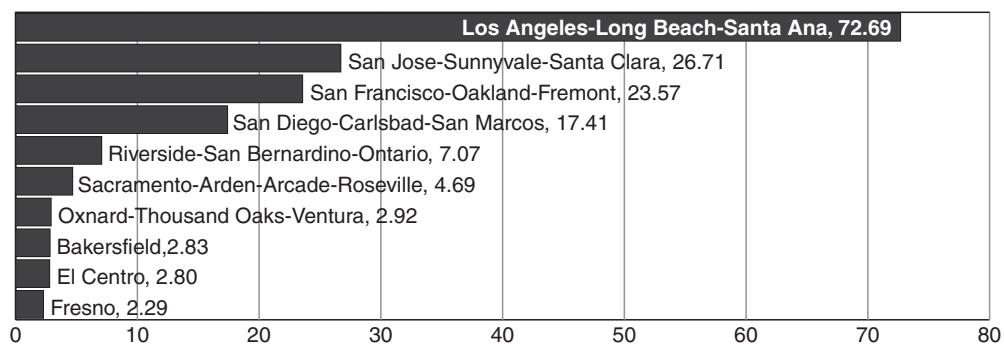 Los Angeles-Long Beach-Santa Ana, 72.69
San Jose-Sunnyvale-Santa Clara, 26.71
San Francisco-Oakland-Fremont, 23.57
San Diego-Carlsbad-San Marcos, 17.41
Riverside-San Bernardino-Ontario, 7.07
Sacramento-Arden-Arcade-Roseville, 4.69
Oxnard-Thousand Oaks-Ventura, 2.92
Bakersfield,2.83
El Centro, 2.80
Fresno, 2.29
0 10 20 30 40 50 60 70 80